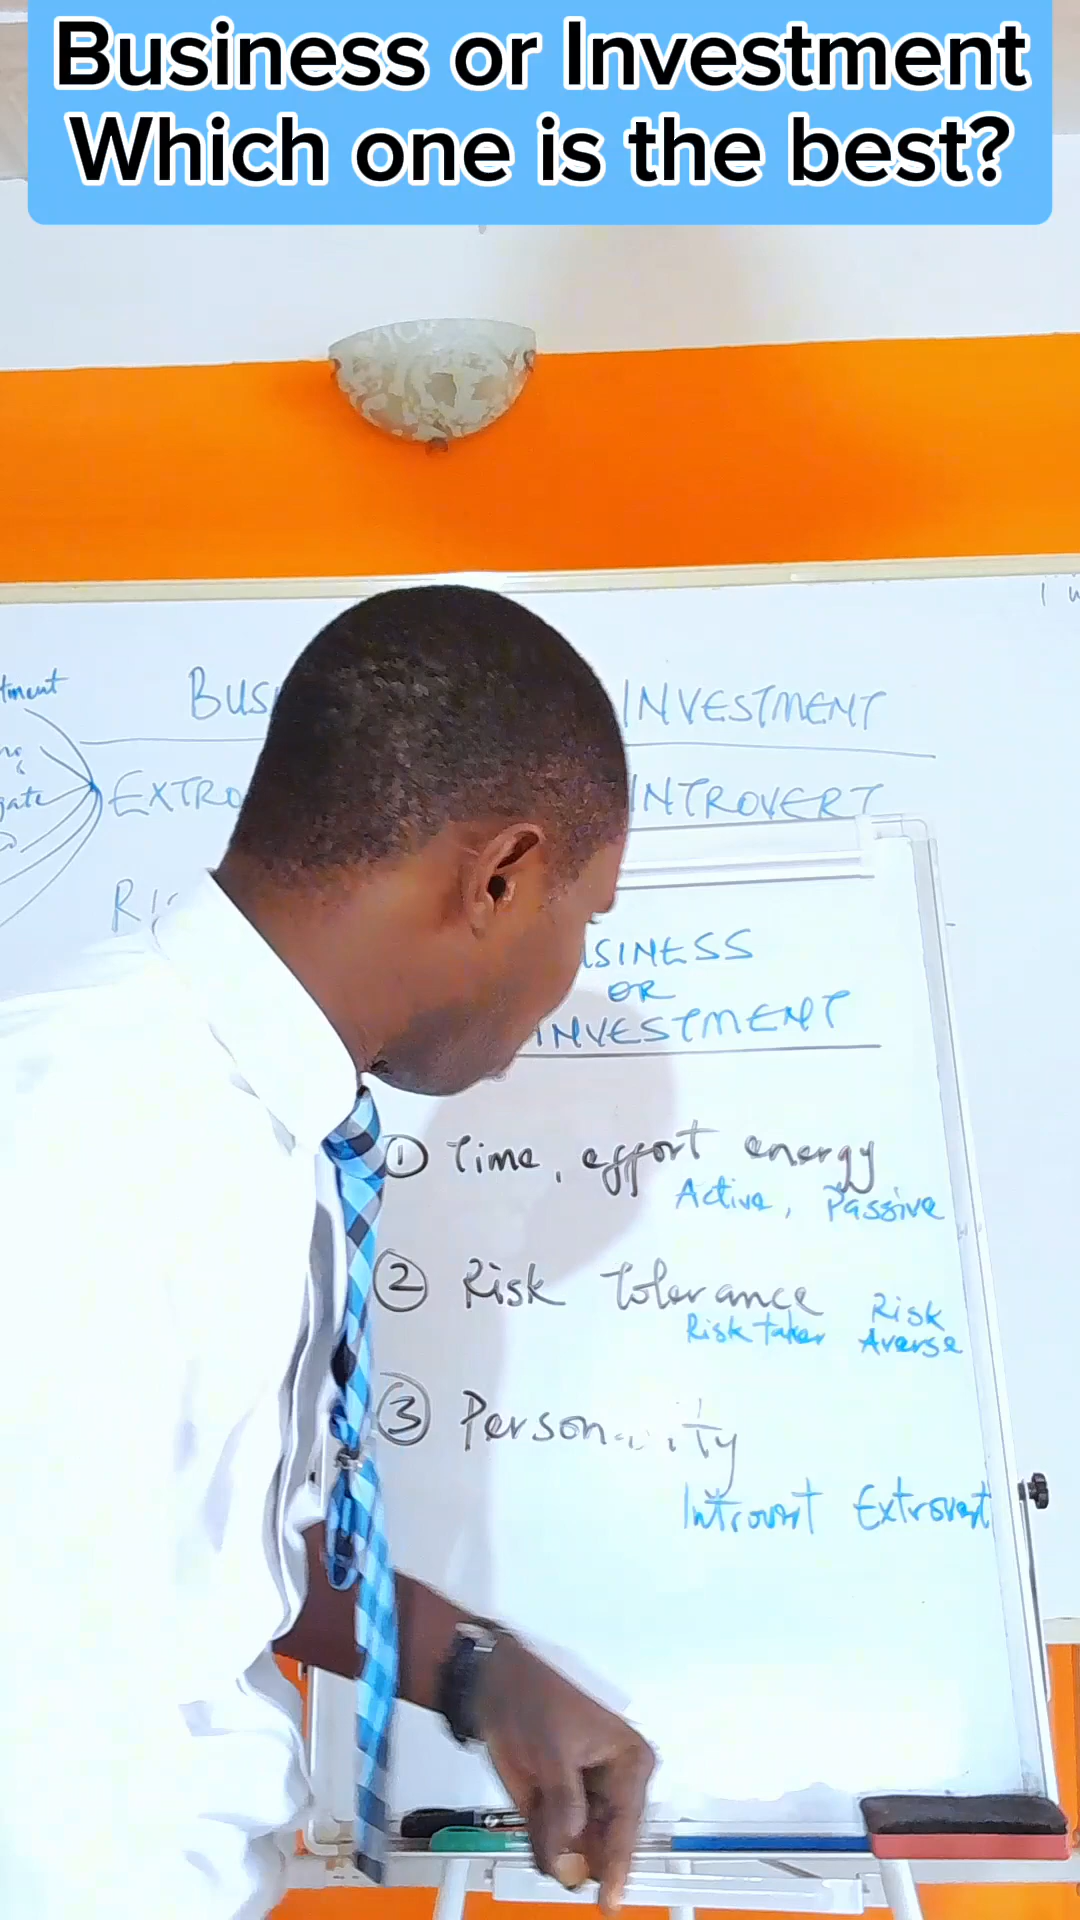 Business or Investment
Which one is the best?
BUS INVESTMENT
EXTRO INTROVERT
SINESS
OR
INVESTMENT
① Time, effort energy
Active, Passive
② Risk tolerance
Risk taker Risk Averse
③ Personality
Introvert Extrovert